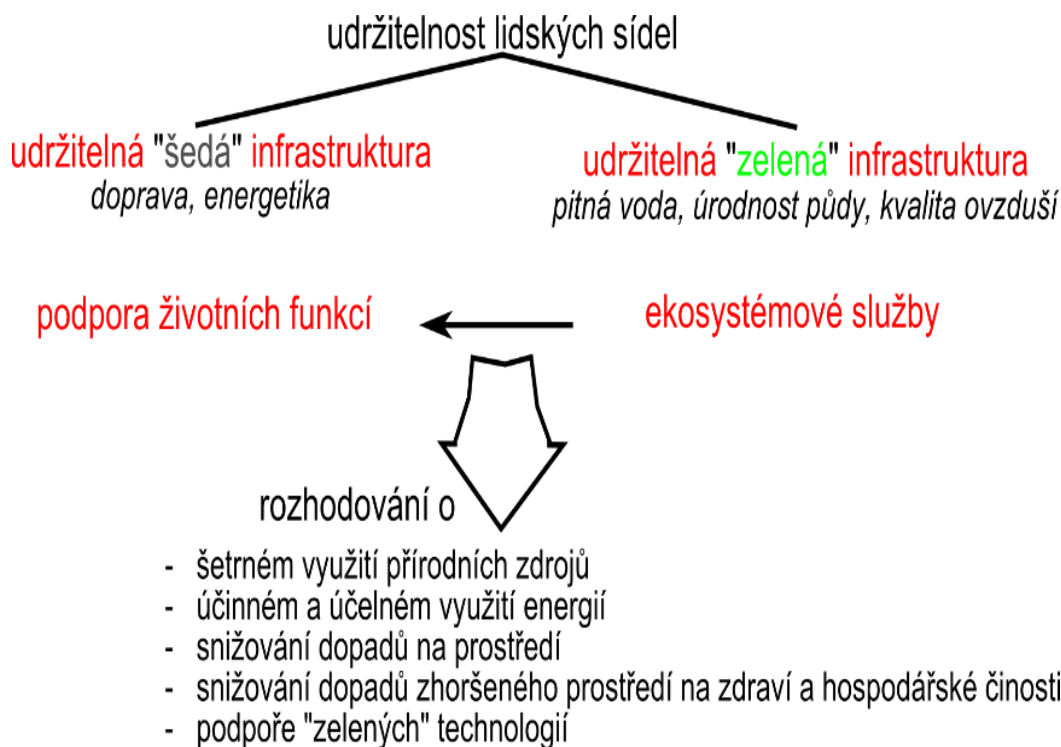 udržitelnost lidských sídel
udržitelná "šedá" infrastruktura
doprava, energetika
udržitelná "zelená" infrastruktura
pitná voda, úrodnost půdy, kvalita ovzduší
podpora životních funkcí
ekosystémové služby
rozhodování o
- šetrném využití přírodních zdrojů
- účinném a účelném využití energií
- snižování dopadů na prostředí
- snižování dopadů zhoršeného prostředí na zdraví a hospodářské činosti
- podpoře "zelených" technologií